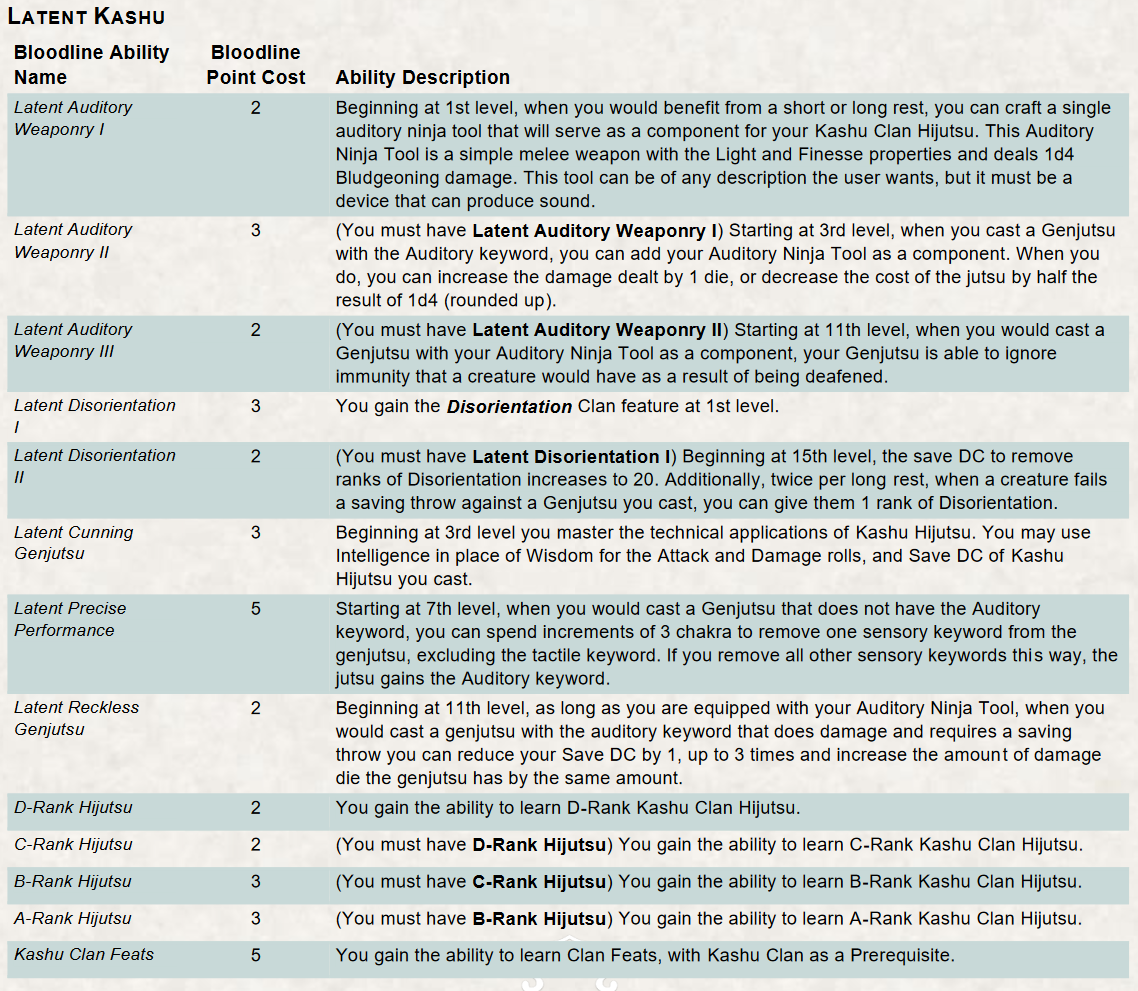 LATENT KASHU
Bloodline Ability Name
Bloodline Point Cost
Ability Description
Latent Auditory Weaponry I
2
Beginning at 1st level, when you would benefit from a short or long rest, you can craft a single
auditory ninja tool that will serve as a component for your Kashu Clan Hijutsu. This Auditory
Ninja Tool is a simple melee weapon with the Light and Finesse properties and deals 1d4
Bludgeoning damage. This tool can be of any description the user wants, but it must be a
device that can produce sound.
Latent Auditory Weaponry II
3
(You must have Latent Auditory Weaponry I) Starting at 3rd level, when you cast a Genjutsu
with the Auditory keyword, you can add your Auditory Ninja Tool as a component. When you
do, you can increase the damage dealt by 1 die, or decrease the cost of the jutsu by half the
result of 1d4 (rounded up).
Latent Auditory Weaponry III
2
(You must have Latent Auditory Weaponry II) Starting at 11th level, when you would cast a
Genjutsu with your Auditory Ninja Tool as a component, your Genjutsu is able to ignore
immunity that a creature would have as a result of being deafened.
Latent Disorientation I
3
You gain the Disorientation Clan feature at 1st level.
Latent Disorientation II
2
(You must have Latent Disorientation I) Beginning at 15th level, the save DC to remove
ranks of Disorientation increases to 20. Additionally, twice per long rest, when a creature fails
a saving throw against a Genjutsu you cast, you can give them 1 rank of Disorientation.
Latent Cunning Genjutsu
3
Beginning at 3rd level you master the technical applications of Kashu Hijutsu. You may use
Intelligence in place of Wisdom for the Attack and Damage rolls, and Save DC of Kashu
Hijutsu you cast.
Latent Precise Performance
5
Starting at 7th level, when you would cast a Genjutsu that does not have the Auditory
keyword, you can spend increments of 3 chakra to remove one sensory keyword from the
genjutsu, excluding the tactile keyword. If you remove all other sensory keywords this way, the
jutsu gains the Auditory keyword.
Latent Reckless Genjutsu
2
Beginning at 11th level, as long as you are equipped with your Auditory Ninja Tool, when you
would cast a genjutsu with the auditory keyword that does damage and requires a saving
throw you can reduce your Save DC by 1, up to 3 times and increase the amount of damage
die the genjutsu has by the same amount.
D-Rank Hijutsu
2
You gain the ability to learn D-Rank Kashu Clan Hijutsu.
C-Rank Hijutsu
2
(You must have D-Rank Hijutsu) You gain the ability to learn C-Rank Kashu Clan Hijutsu.
B-Rank Hijutsu
3
(You must have C-Rank Hijutsu) You gain the ability to learn B-Rank Kashu Clan Hijutsu.
A-Rank Hijutsu
3
(You must have B-Rank Hijutsu) You gain the ability to learn A-Rank Kashu Clan Hijutsu.
Kashu Clan Feats
5
You gain the ability to learn Clan Feats, with Kashu Clan as a Prerequisite.